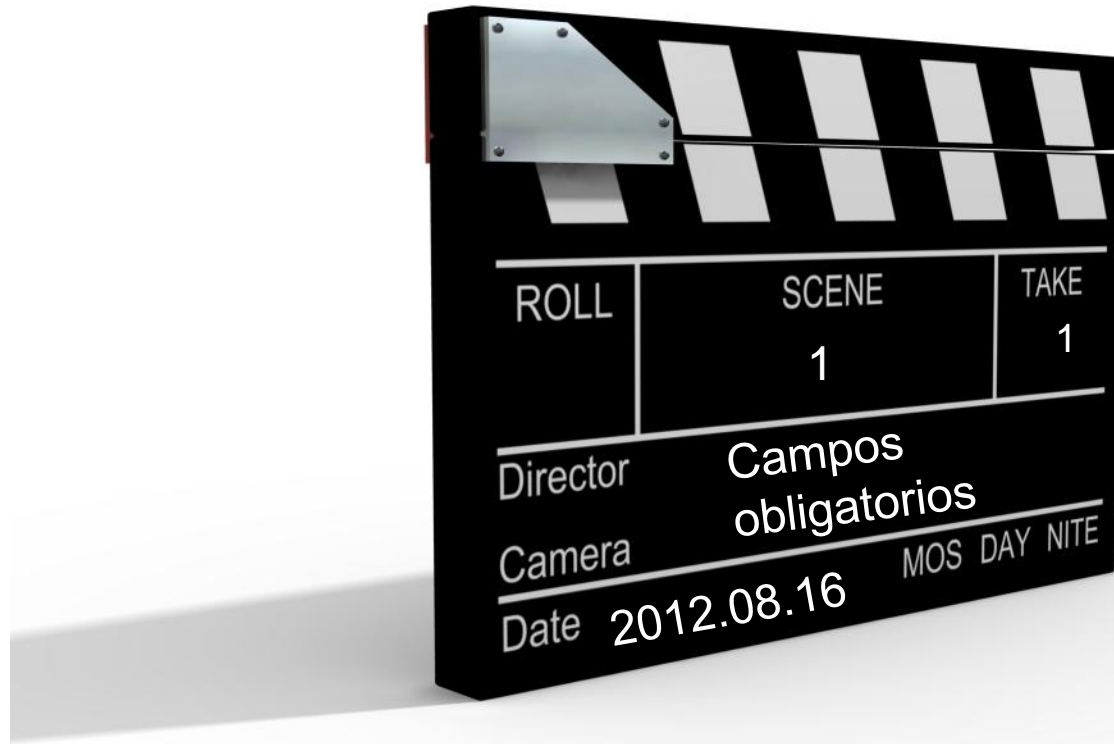 ROLL SCENE TAKE
1 1
Director Campos
obligatorios
Camera
MOS DAY NITE
Date 2012.08.16